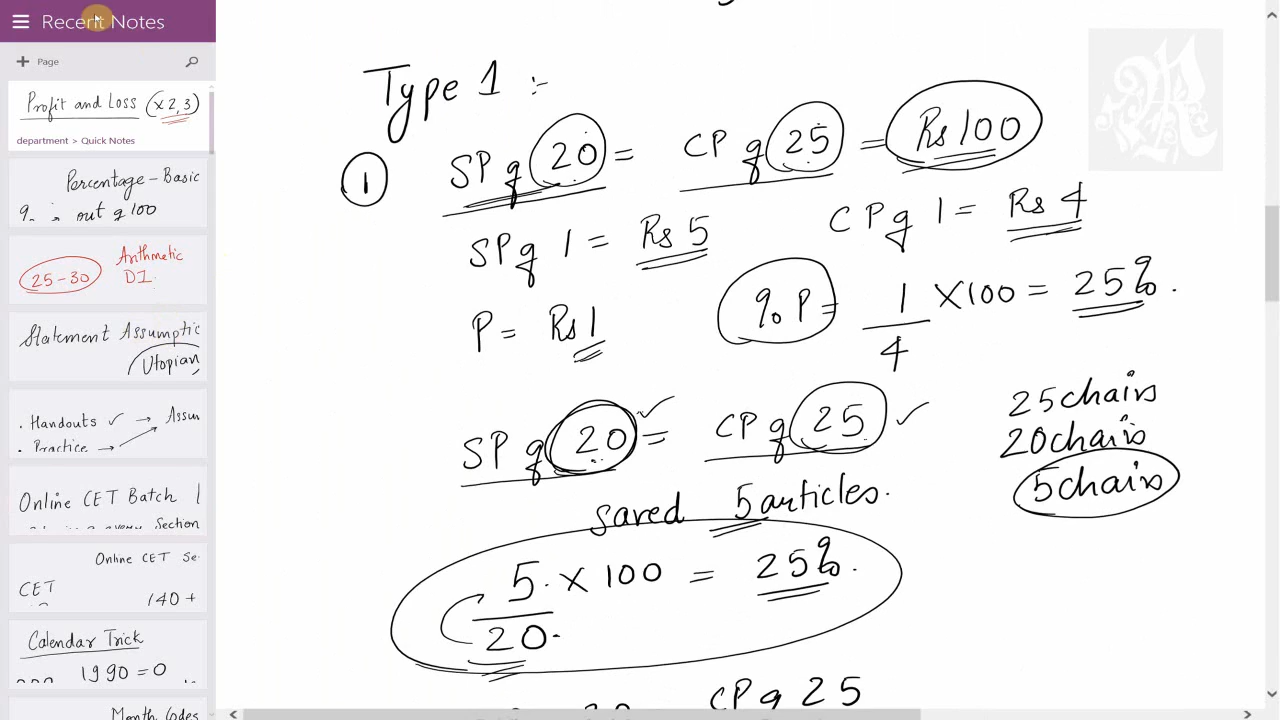 Recent Notes
+ Page
Profit and Loss (x2,3)
department > Quick Notes
Percentage - Basic
% : out of 100
25-30 Arithmetic
DI.
Statement Assumptic
Utopian
. Handouts ✓ → Assu
. Practice →
Online CET Batch |
Section
Online CET Se
CET
140 +
Calendar Trick
1990 = 0
Month Codes
Type 1 :-
① SP of 20 = CP of 25 = Rs 100
SP of 1 = Rs 5 CP of 1 = Rs 4
P = Rs 1 % P = 1/4 × 100 = 25%.
SP of 20 = CP of 25 ✓
25 chairs
20 chairs
5 chairs
saved 5 articles.
5/20 × 100 = 25%.
CP of 25